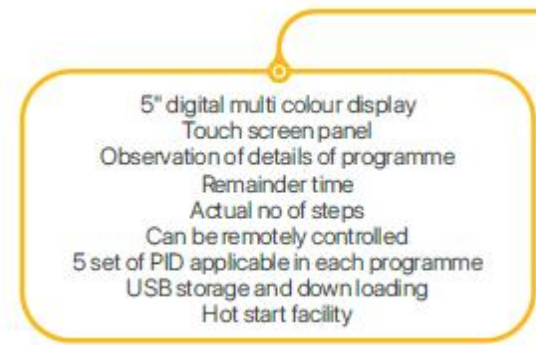 5" digital multi colour display
Touch screen panel
Observation of details of programme
Remainder time
Actual no of steps
Can be remotely controlled
5 set of PID applicable in each programme
USB storage and down loading
Hot start facility